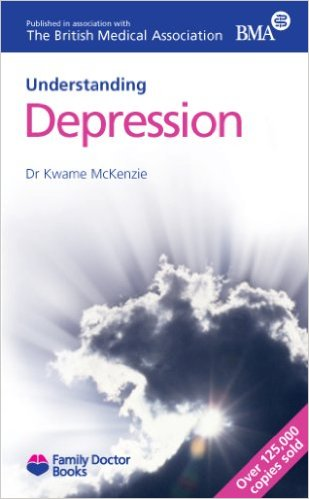 Published in association with
The British Medical Association
BMA
Understanding
Depression
Dr Kwame McKenzie
Over 125,000
copies sold
Family Doctor
Books